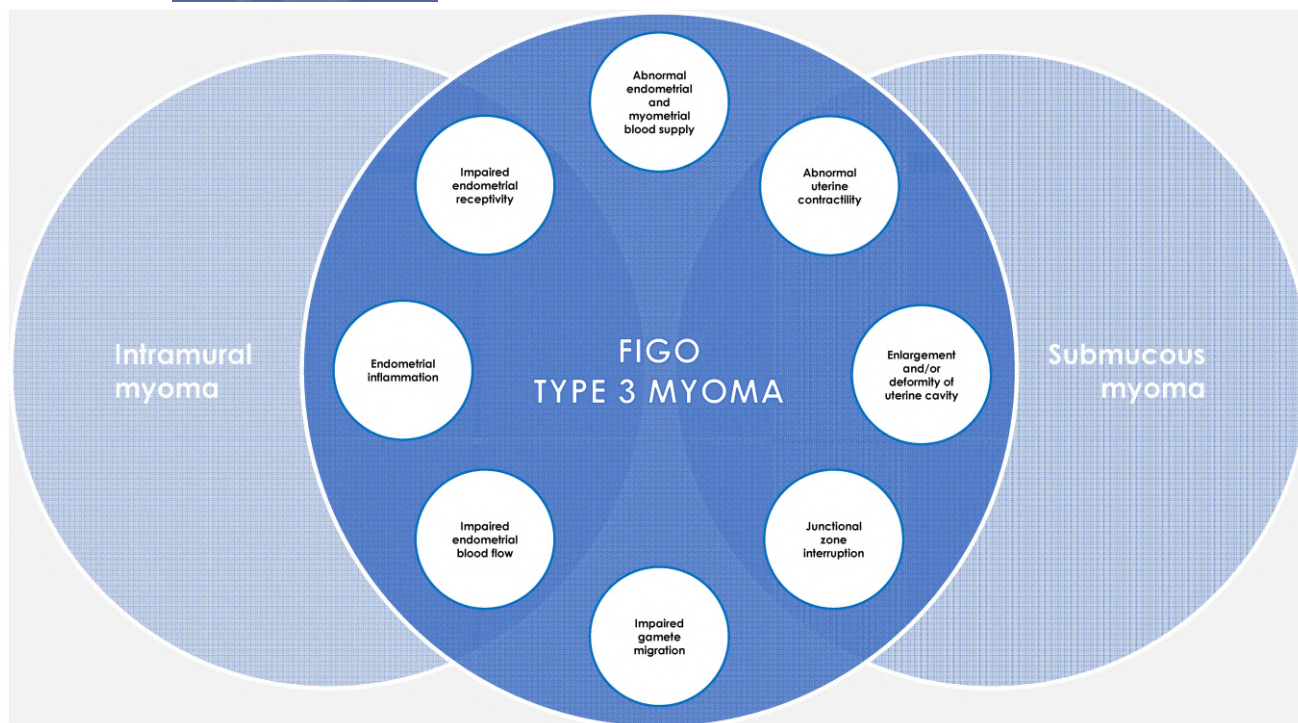 Abnormal
endometrial
and
myometrial
blood supply
Impaired
endometrial
receptivity
Abnormal
uterine
contractility
Intramural
myoma
Endometrial
inflammation
FIGO
TYPE 3 MYOMA
Enlargement
and/or
deformity of
uterine cavity
Submucous
myoma
Impaired
endometrial
blood flow
Junctional
zone
interruption
Impaired
gamete
migration